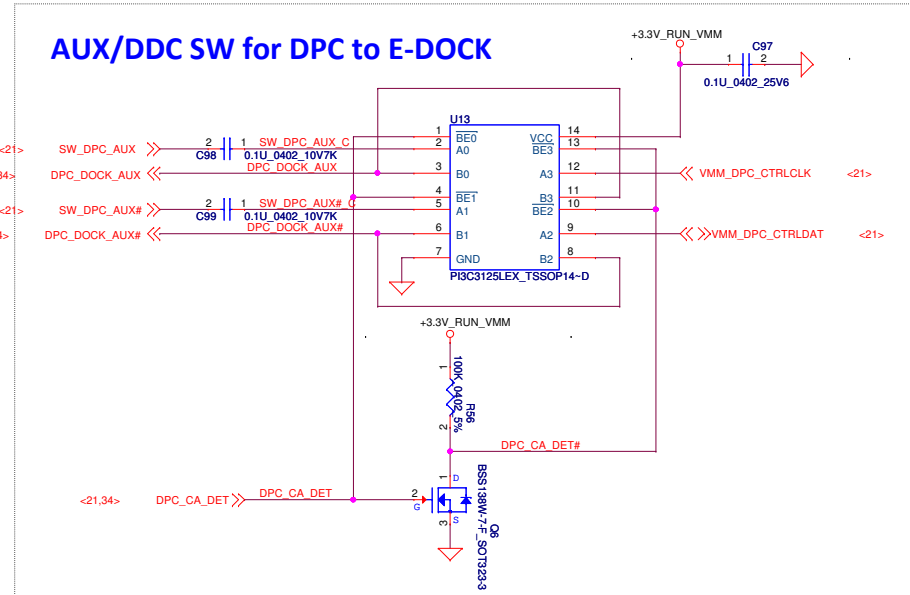 AUX/DDC SW for DPC to E-DOCK
+3.3V_RUN_VMM
C97
1 2
0.1U_0402_25V6
U13
1 BE0 VCC 14
2 A0 BE3 13
3 B0 A3 12
4 BE1 B3 11
5 A1 BE2 10
6 B1 A2 9
7 GND B2 8
PI3C3125LEX_TSSOP14~D
<21> SW_DPC_AUX 2 1 SW_DPC_AUX_C
C98 0.1U_0402_10V7K
DPC_DOCK_AUX DPC_DOCK_AUX
<21> SW_DPC_AUX# 2 1 SW_DPC_AUX#_C
C99 0.1U_0402_10V7K
DPC_DOCK_AUX# DPC_DOCK_AUX#
VMM_DPC_CTRLCLK <21>
VMM_DPC_CTRLDAT <21>
+3.3V_RUN_VMM
1
100K_0402_5%
R56
2
DPC_CA_DET#
<21,34> DPC_CA_DET DPC_CA_DET
1 D
2 G
3 S
BSS138W-7-F_SOT323-3
Q6